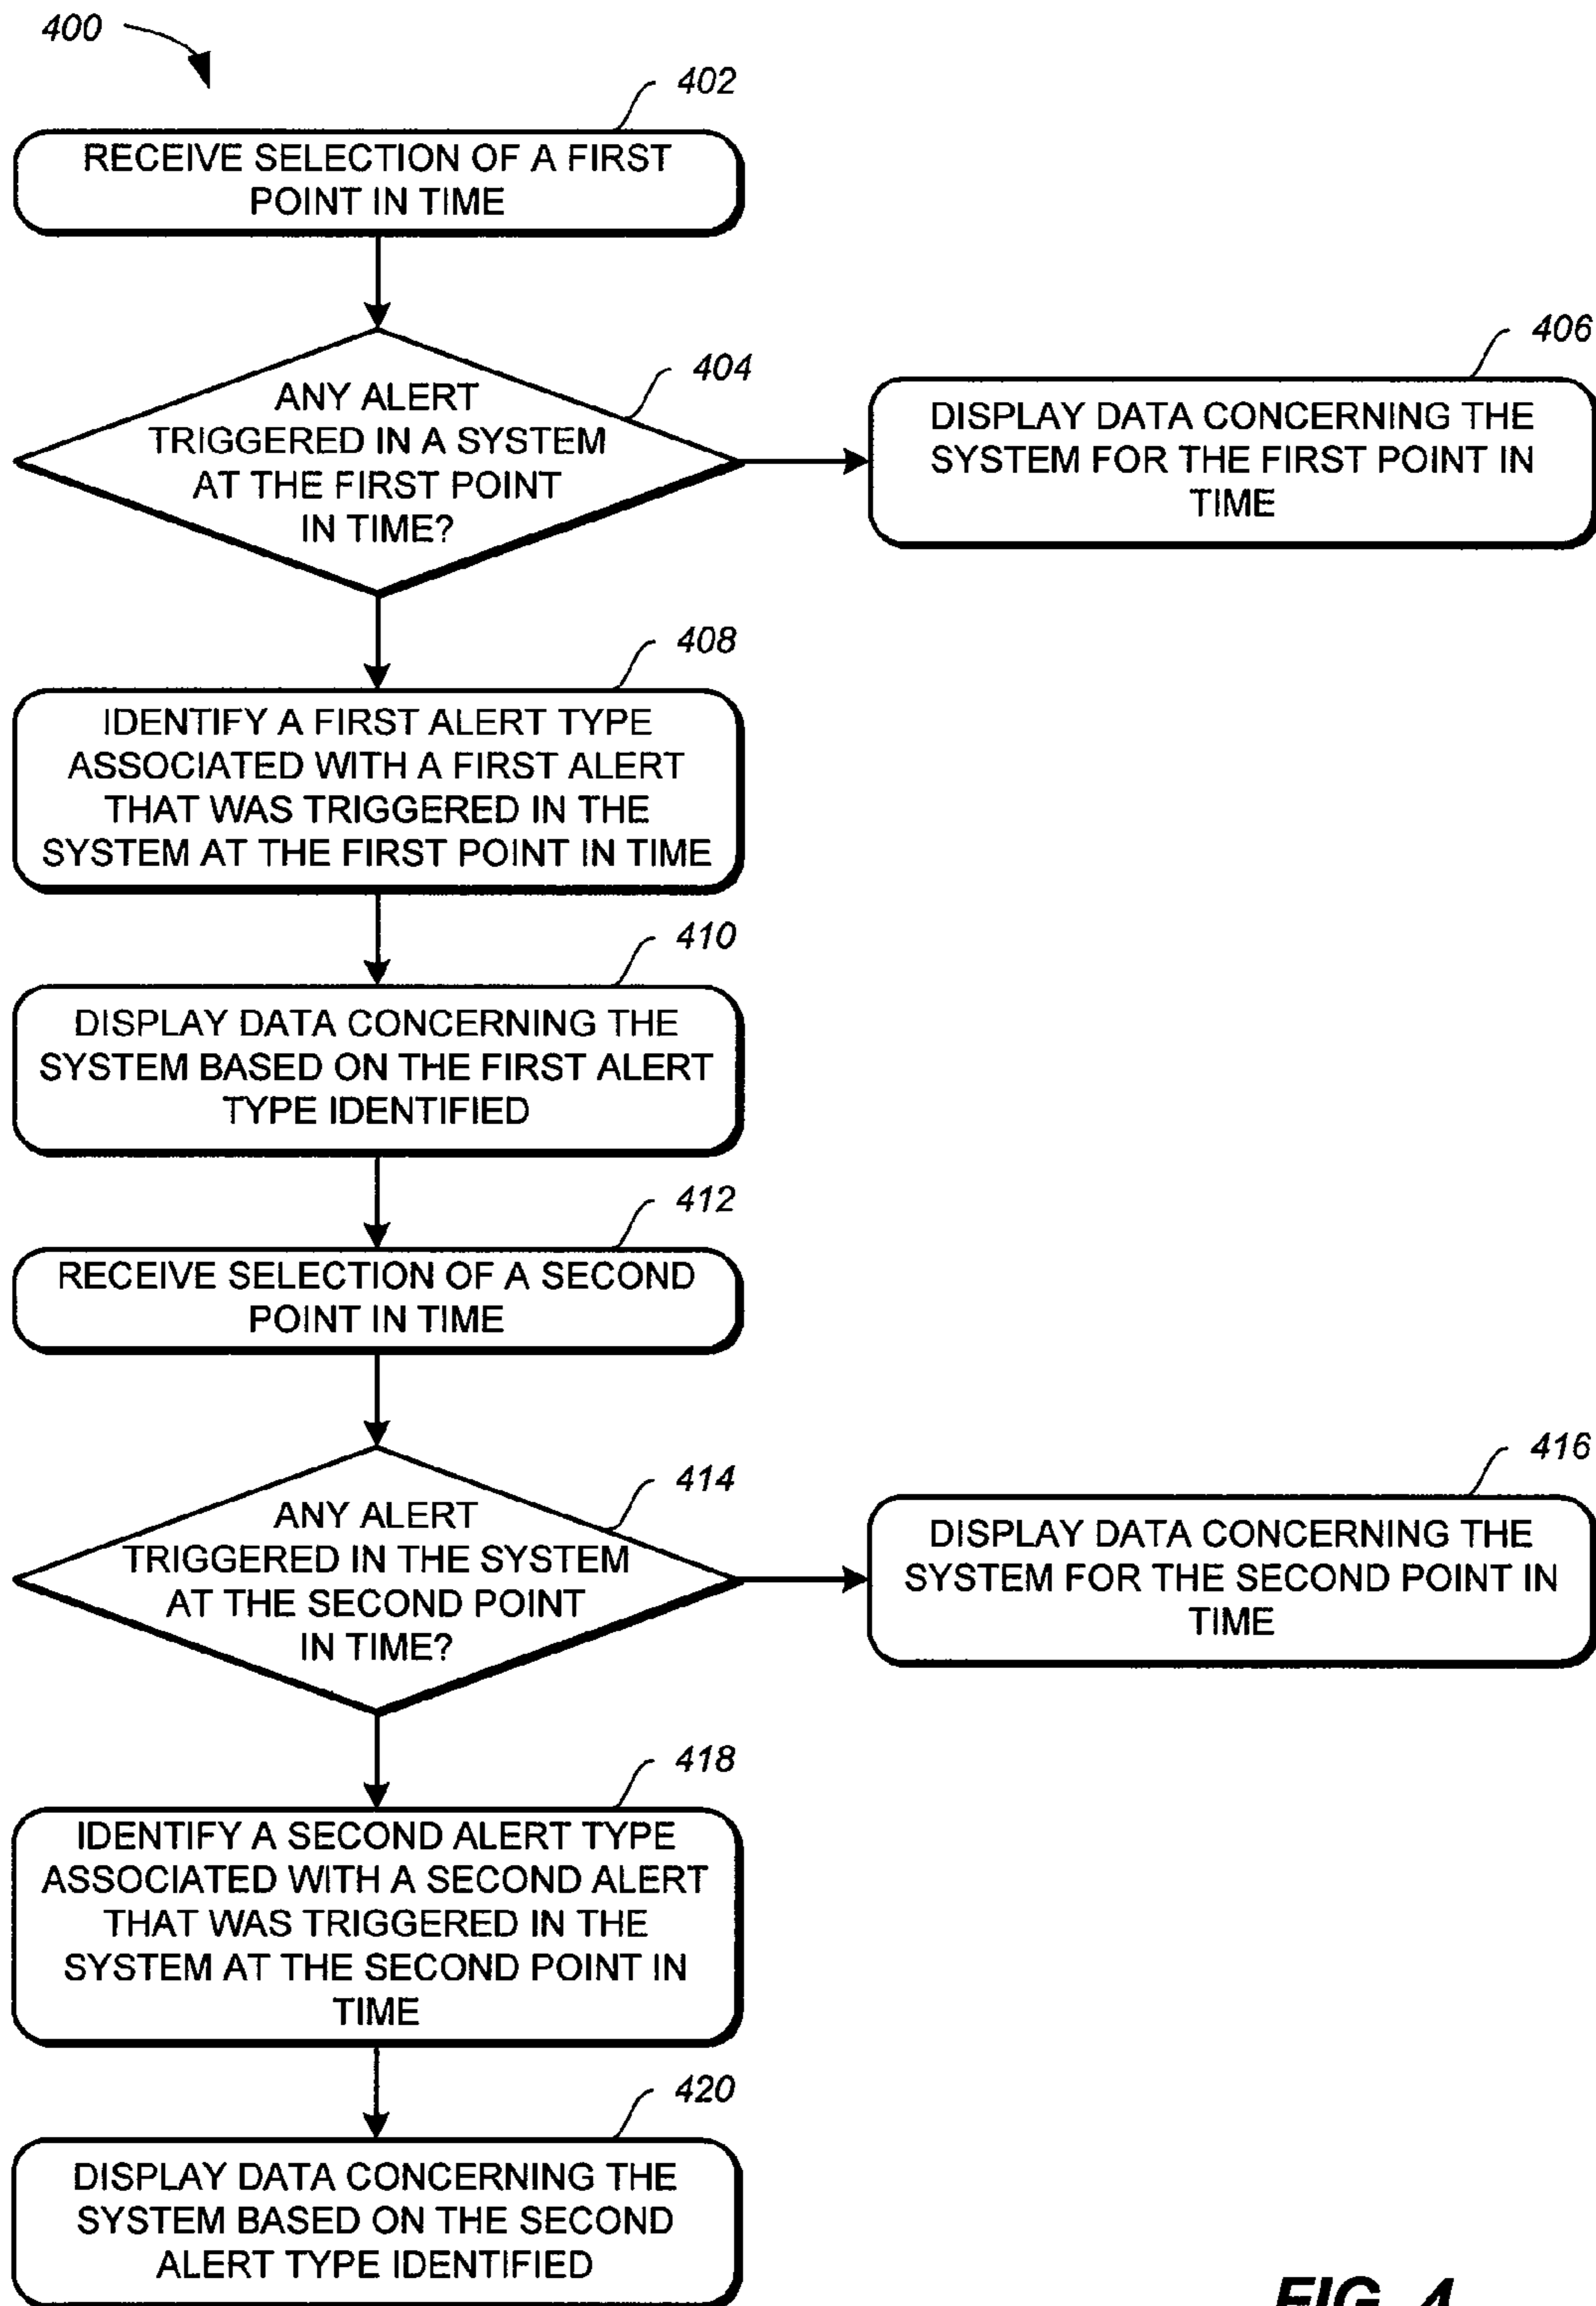 400
402
RECEIVE SELECTION OF A FIRST
POINT IN TIME
404
ANY ALERT
TRIGGERED IN A SYSTEM
AT THE FIRST POINT
IN TIME?
406
DISPLAY DATA CONCERNING THE
SYSTEM FOR THE FIRST POINT IN
TIME
408
IDENTIFY A FIRST ALERT TYPE
ASSOCIATED WITH A FIRST ALERT
THAT WAS TRIGGERED IN THE
SYSTEM AT THE FIRST POINT IN TIME
410
DISPLAY DATA CONCERNING THE
SYSTEM BASED ON THE FIRST ALERT
TYPE IDENTIFIED
412
RECEIVE SELECTION OF A SECOND
POINT IN TIME
414
ANY ALERT
TRIGGERED IN THE SYSTEM
AT THE SECOND POINT
IN TIME?
416
DISPLAY DATA CONCERNING THE
SYSTEM FOR THE SECOND POINT IN
TIME
418
IDENTIFY A SECOND ALERT TYPE
ASSOCIATED WITH A SECOND ALERT
THAT WAS TRIGGERED IN THE
SYSTEM AT THE SECOND POINT IN
TIME
420
DISPLAY DATA CONCERNING THE
SYSTEM BASED ON THE SECOND
ALERT TYPE IDENTIFIED
FIG. 4